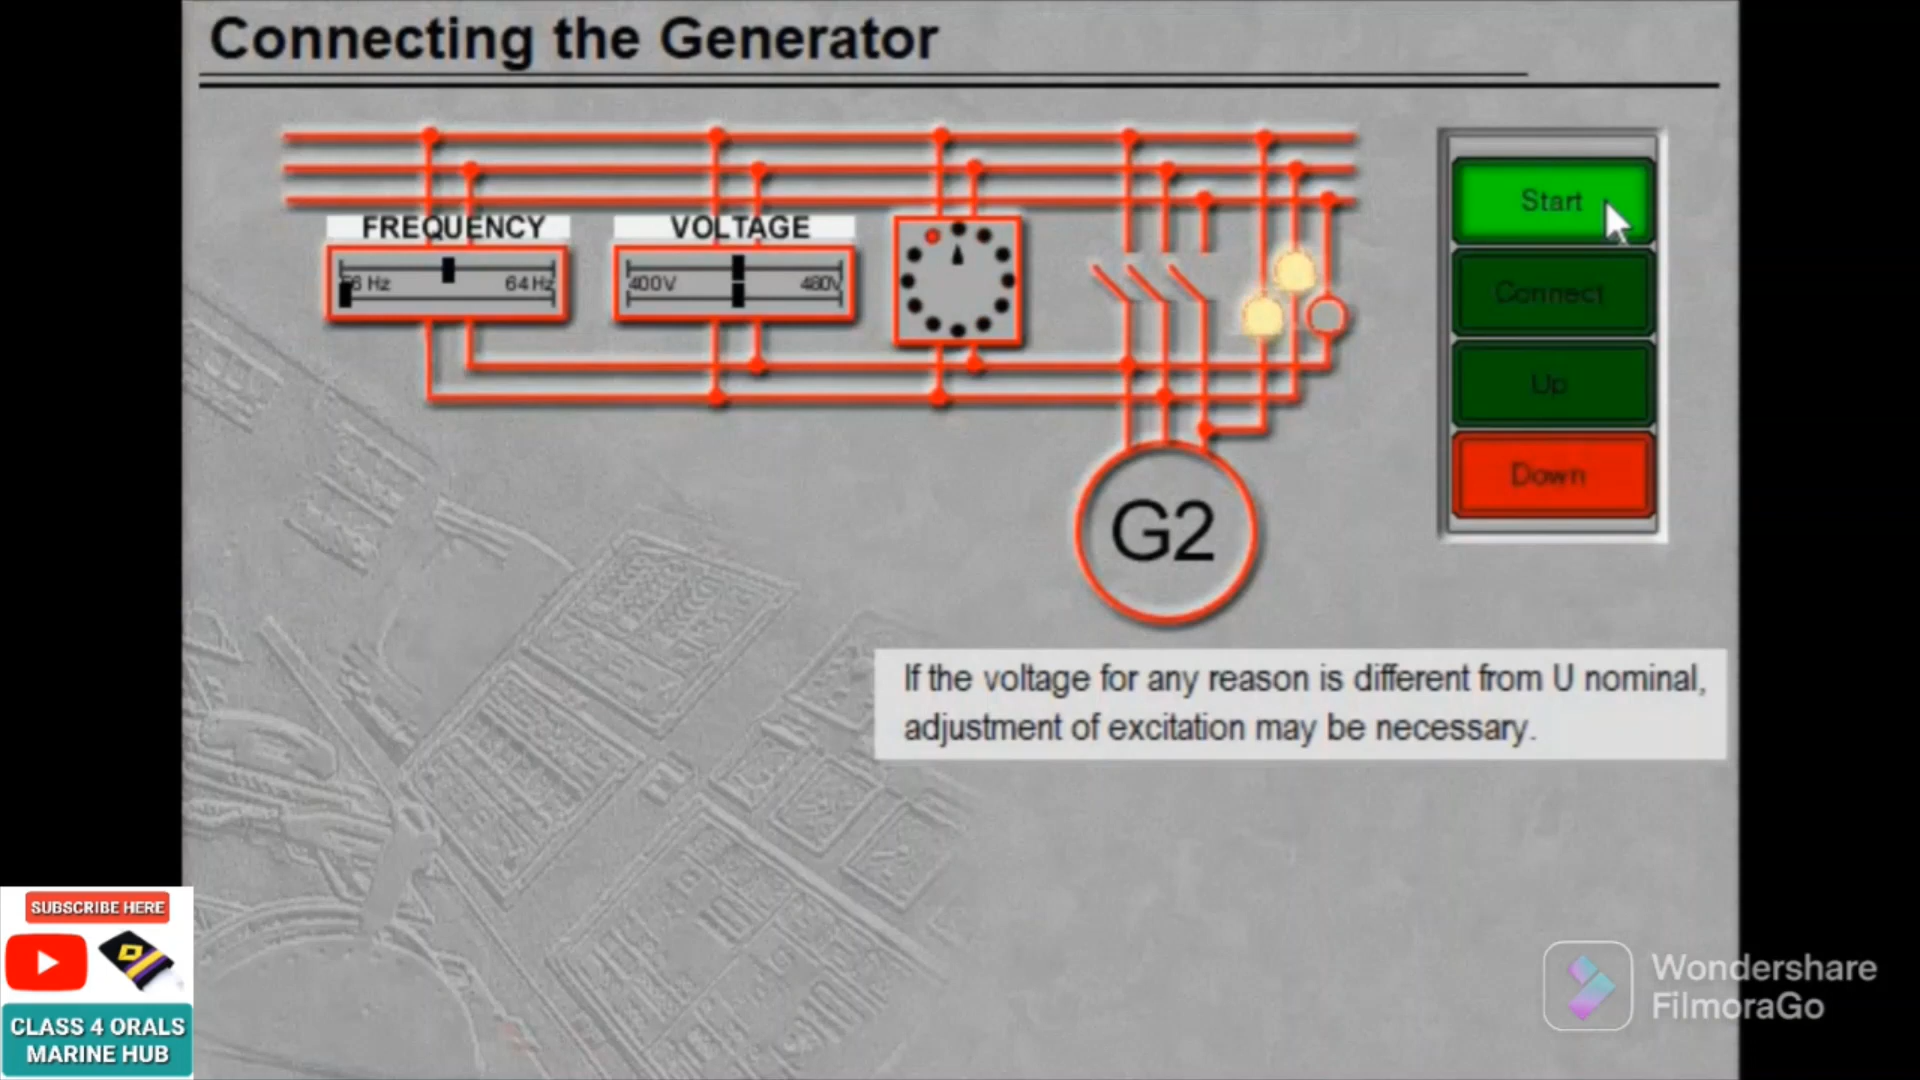 Connecting the Generator
FREQUENCY
VOLTAGE
56 Hz
64 Hz
400V
480V
G2
Start
Connect
Up
Down
If the voltage for any reason is different from U nominal,
adjustment of excitation may be necessary.
SUBSCRIBE HERE
CLASS 4 ORALS
MARINE HUB
Wondershare
FilmoraGo